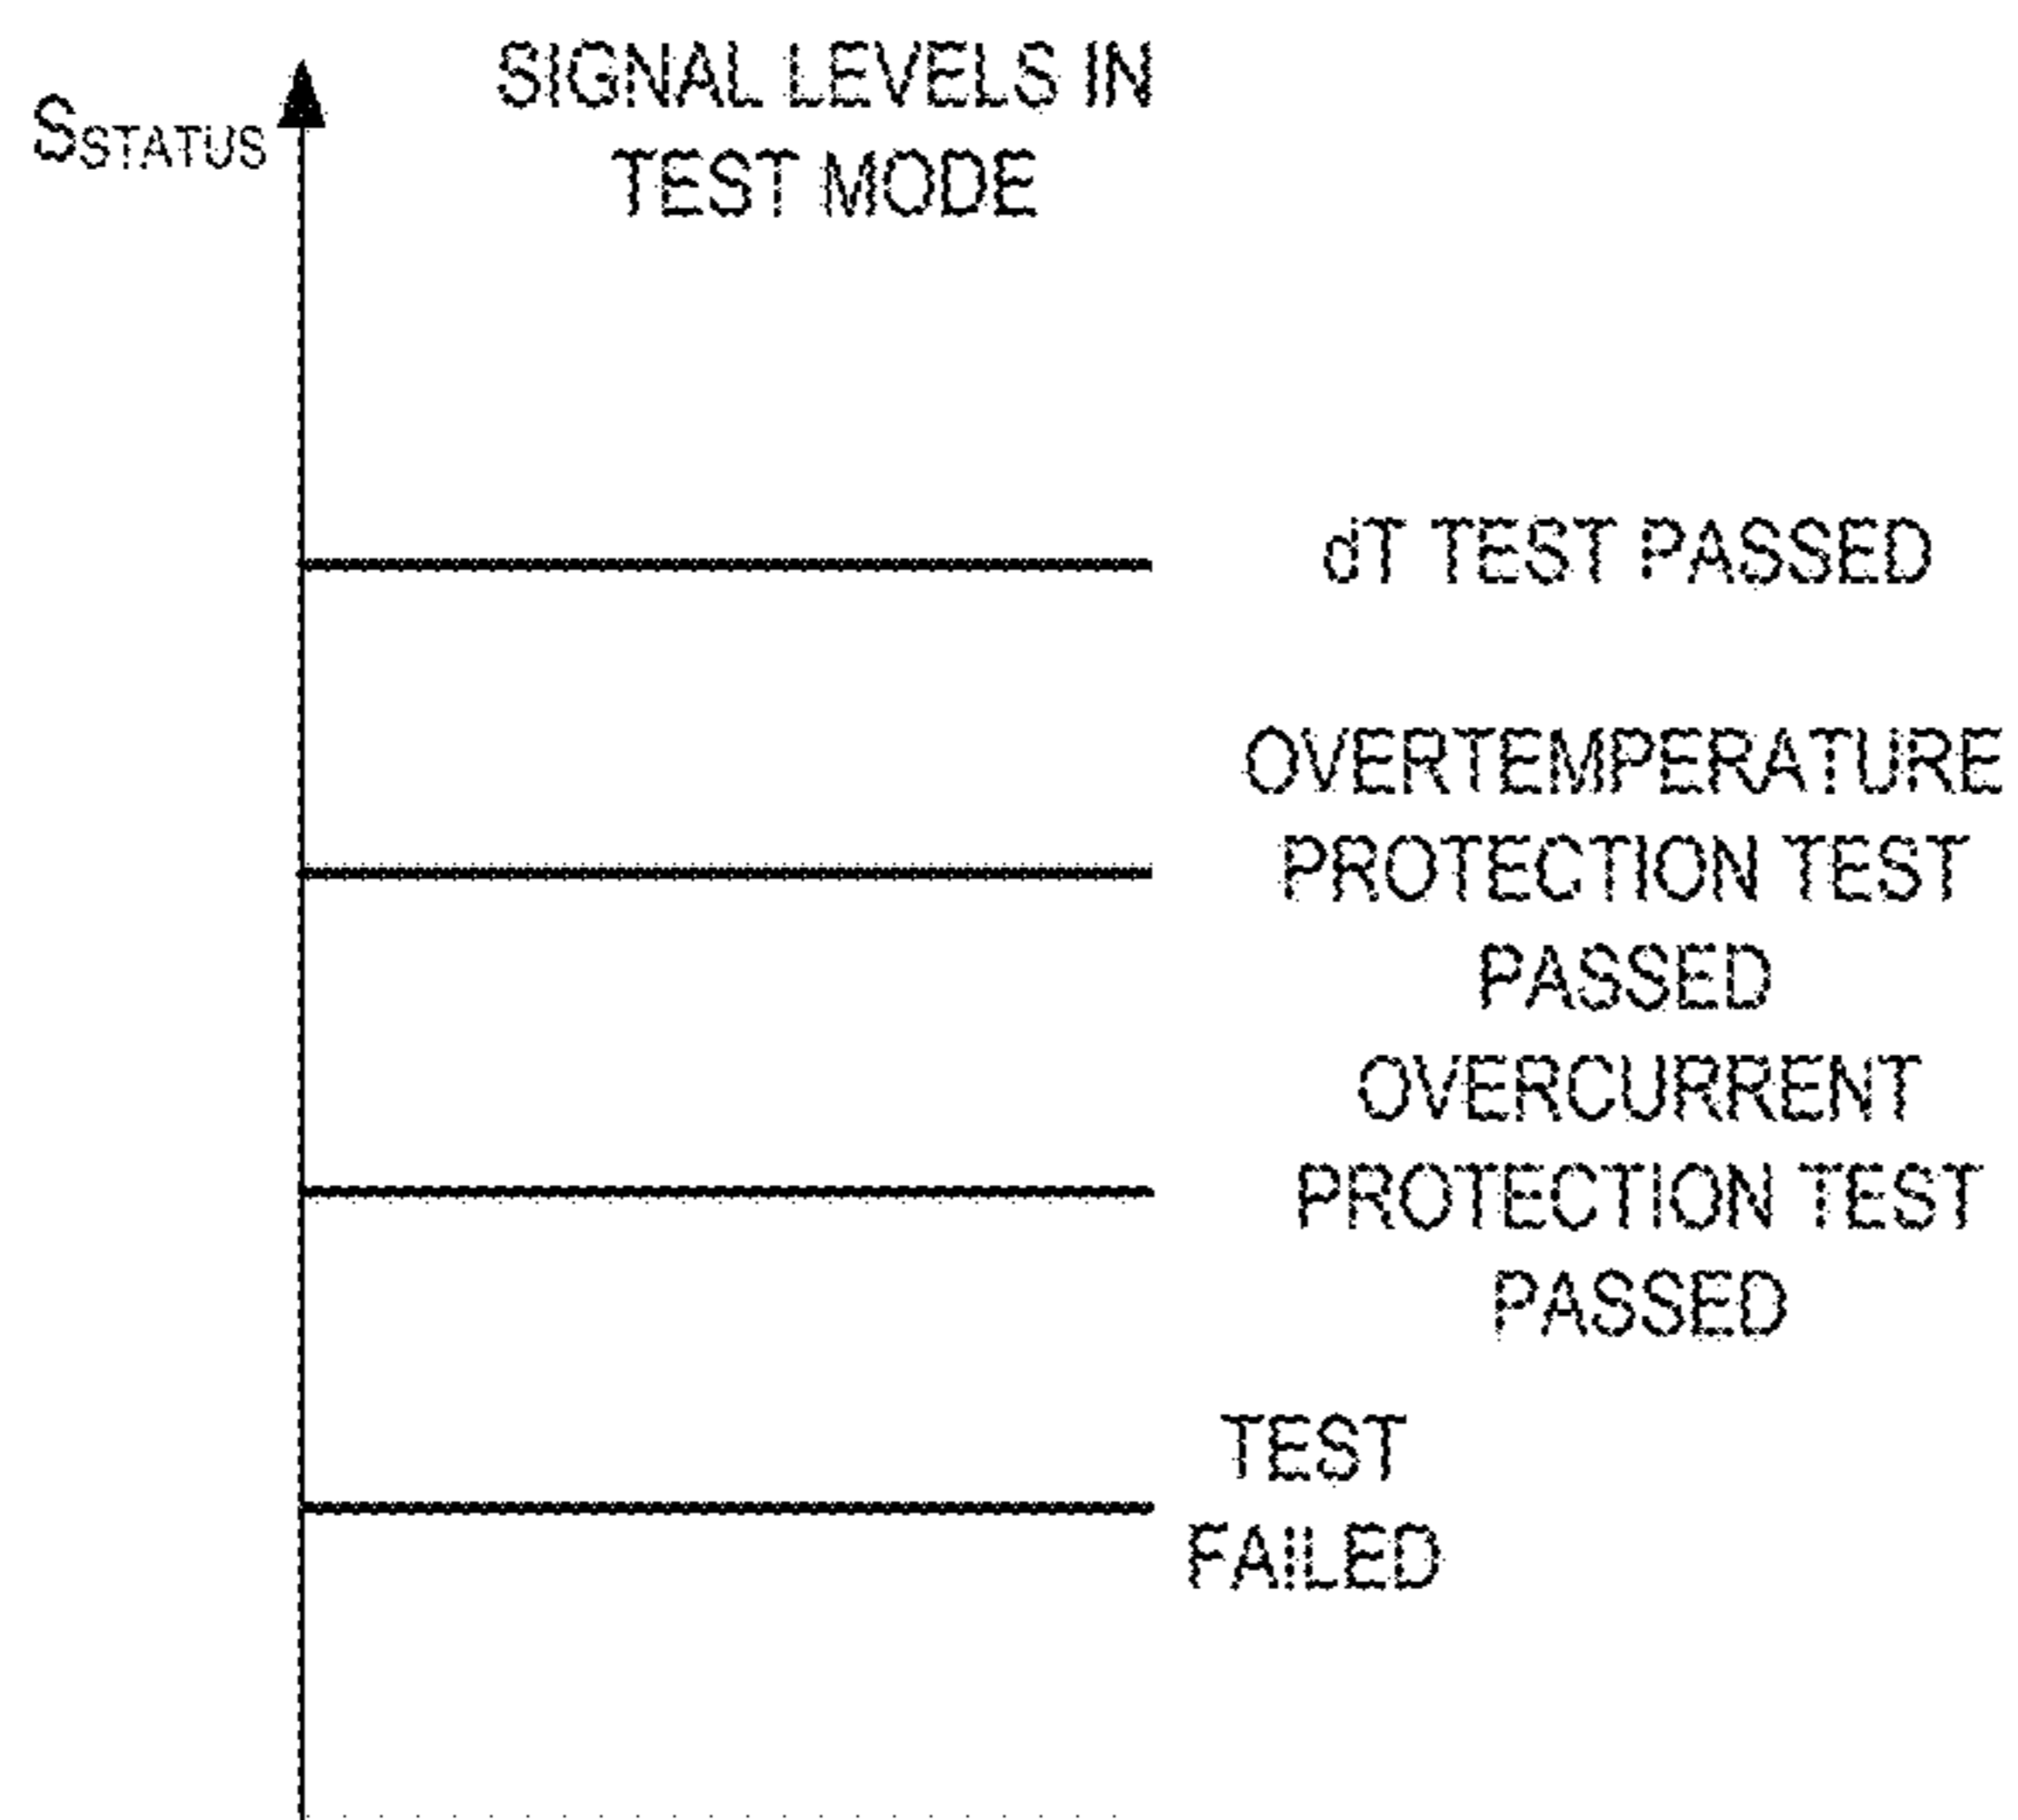 SIGNAL LEVELS IN
TEST MODE
SSTATUS
dT TEST PASSED
OVERTEMPERATURE
PROTECTION TEST
PASSED
OVERCURRENT
PROTECTION TEST
PASSED
TEST
FAILED